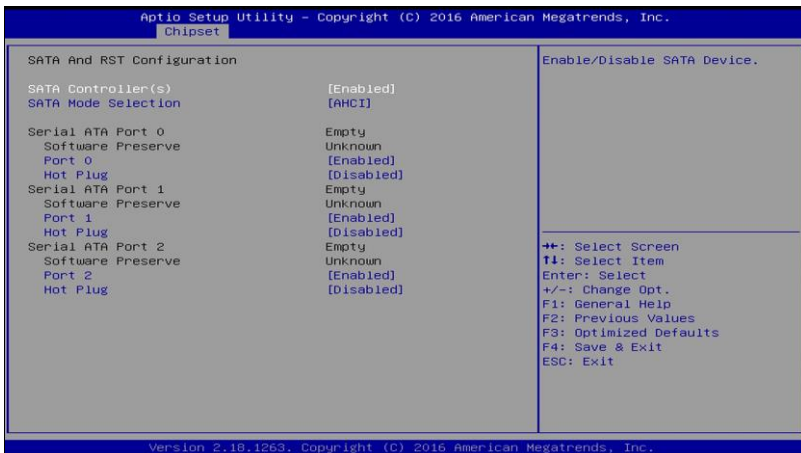 Aptio Setup Utility – Copyright (C) 2016 American Megatrends, Inc.
Chipset
SATA And RST Configuration
SATA Controller(s) [Enabled]
SATA Mode Selection [AHCI]
Serial ATA Port 0 Empty
Software Preserve Unknown
Port 0 [Enabled]
Hot Plug [Disabled]
Serial ATA Port 1 Empty
Software Preserve Unknown
Port 1 [Enabled]
Hot Plug [Disabled]
Serial ATA Port 2 Empty
Software Preserve Unknown
Port 2 [Enabled]
Hot Plug [Disabled]
Enable/Disable SATA Device.
→←: Select Screen
↑↓: Select Item
Enter: Select
+/-: Change Opt.
F1: General Help
F2: Previous Values
F3: Optimized Defaults
F4: Save & Exit
ESC: Exit
Version 2.18.1263. Copyright (C) 2016 American Megatrends, Inc.